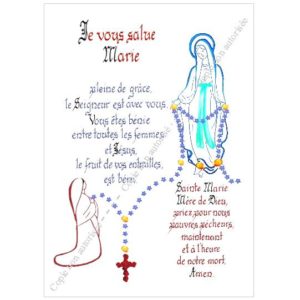 Je vous salue
Marie
pleine de grâce,
le Seigneur est avec vous.
Vous êtes bénie
entre toutes les femmes
et Jésus,
le fruit de vos entrailles,
est béni.
Sainte Marie
Mère de Dieu,
priez pour nous
pauvres pécheurs,
maintenant
et à l'heure
de notre mort.
Amen
Copie non autorisée
Copie non autorisée